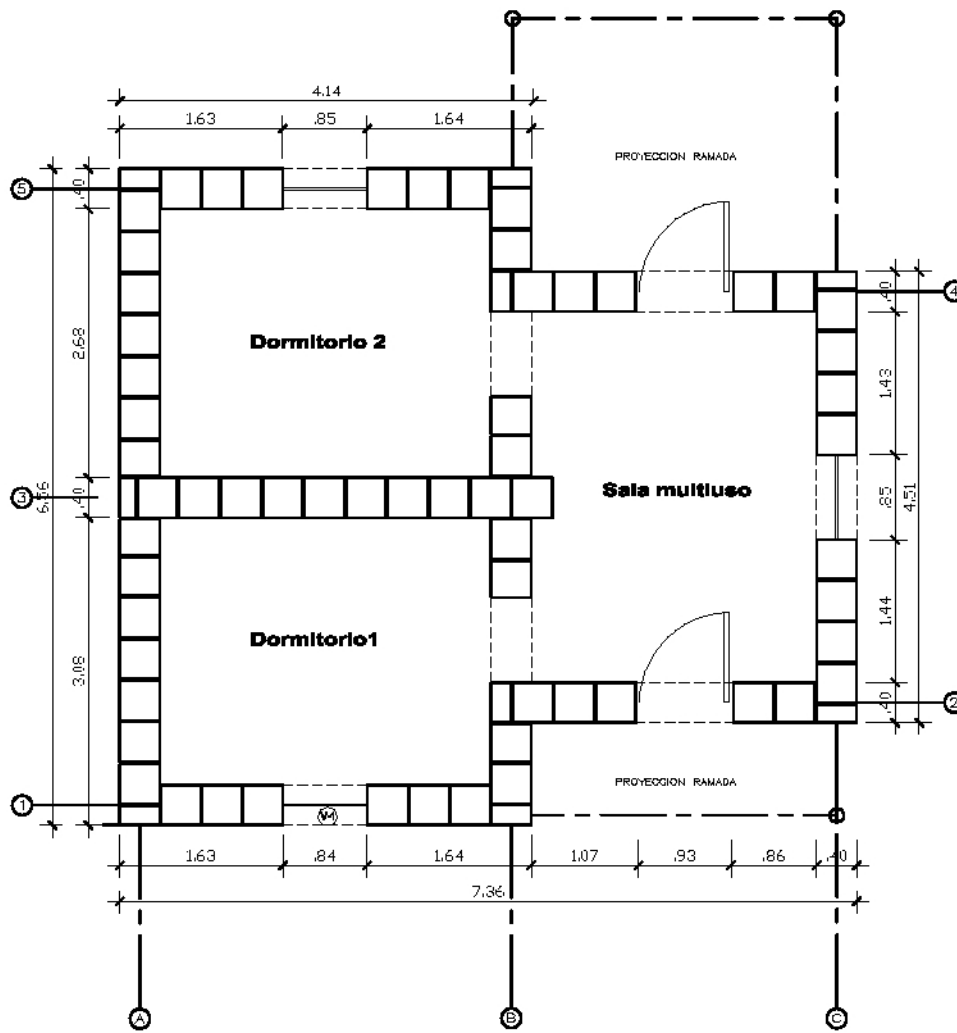 B
C
4.14
1.63
.85
1.64
PROYECCION RAMADA
5
.40
4
.40
Dormitorio 2
2.68
1.43
3
6.56
.40
Sala multiuso
.85
4.51
Dormitorio1
3.08
1.44
.40
2
PROYECCION RAMADA
1
1.63
.84
1.64
1.07
.93
.86
.40
7.36
A
B
C